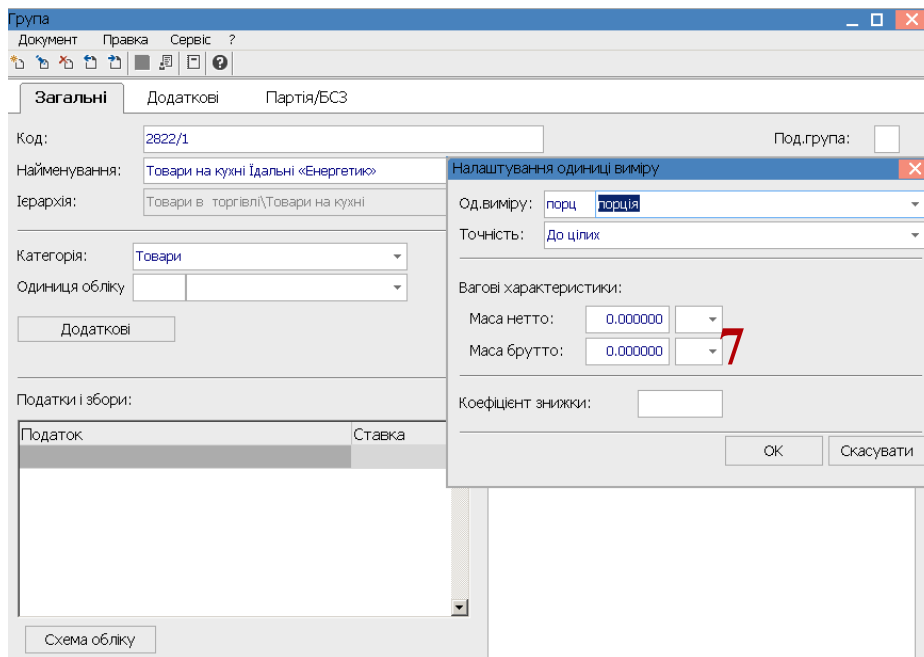 Група
Документ Правка Сервіс ?
Загальні Додаткові Партія/БСЗ
Код: 2822/1 Под.група:
Найменування: Товари на кухні Їдальні «Енергетик»
Ієрархія: Товари в торгівлі\Товари на кухні
Категорія: Товари
Одиниця обліку
Додаткові
Податки і збори:
Податок Ставка
Схема обліку
Налаштування одиниці виміру
Од.виміру: порц порція
Точність: До цілих
Вагові характеристики:
Маса нетто: 0.000000
Маса брутто: 0.000000
7
Коефіцієнт знижки:
ОК Скасувати